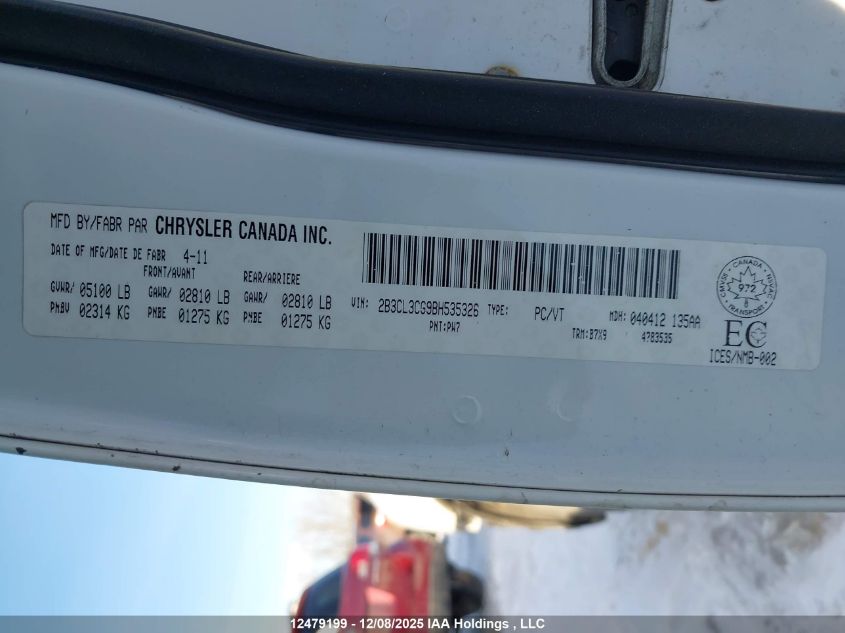 MFD BY/FABR PAR CHRYSLER CANADA INC.
DATE OF MFG/DATE DE FABR 4-11
FRONT/AVANT REAR/ARRIERE
GVWR/ 05100 LB GAWR/ 02810 LB GAWR/ 02810 LB
PNBV 02314 KG PNBE 01275 KG PNBE 01275 KG
VIN: 2B3CL3CG9BH535326 TYPE: PC/VT MDH: 040412 135AA
PNT:PW7 TRM:B7X9 4783535
CMVSS · CANADA · NSVAC
972
8
TRANSPORT
EC
ICES/NMB-002
12479199 - 12/08/2025 IAA Holdings , LLC